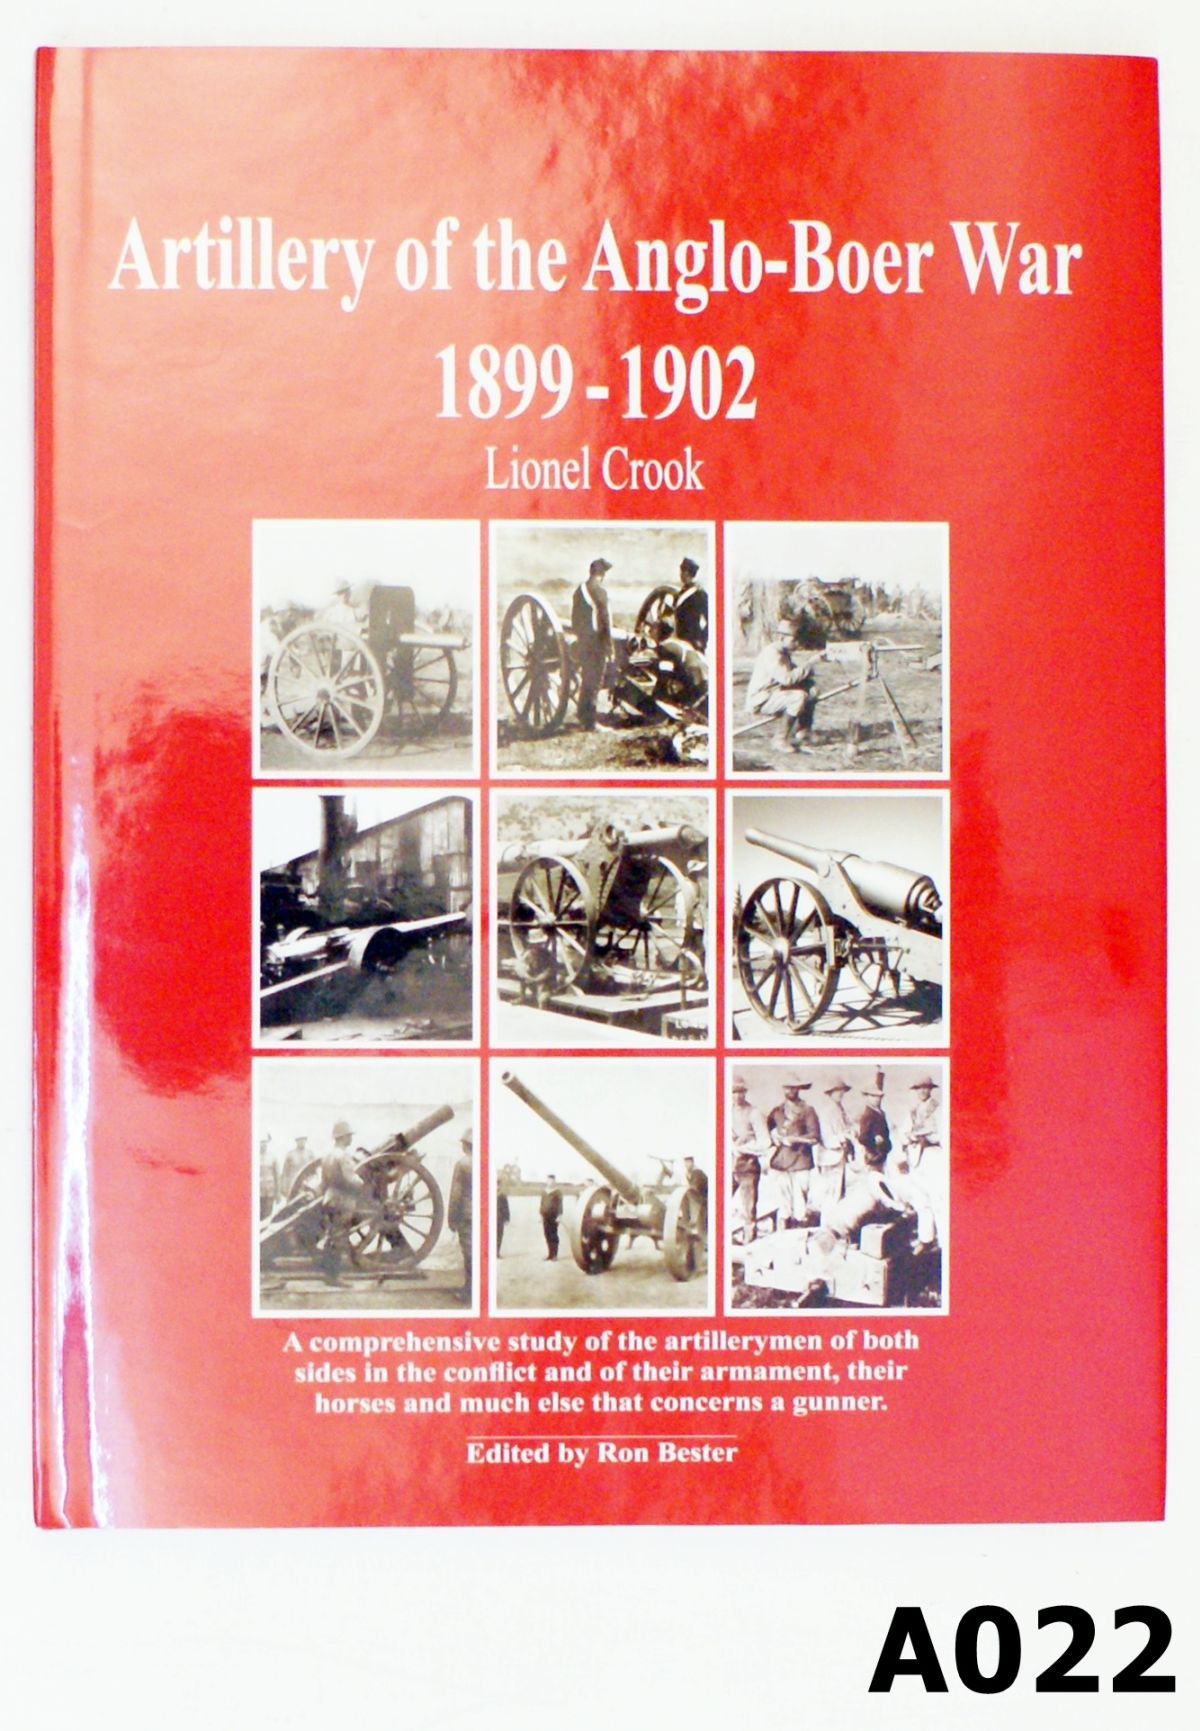 Artillery of the Anglo-Boer War
1899 - 1902
Lionel Crook
A comprehensive study of the artillerymen of both
sides in the conflict and of their armament, their
horses and much else that concerns a gunner.
Edited by Ron Bester
A022